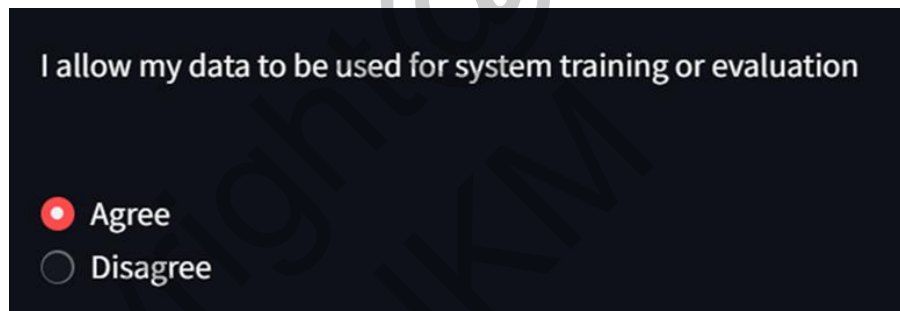 I allow my data to be used for system training or evaluation
Agree
Disagree